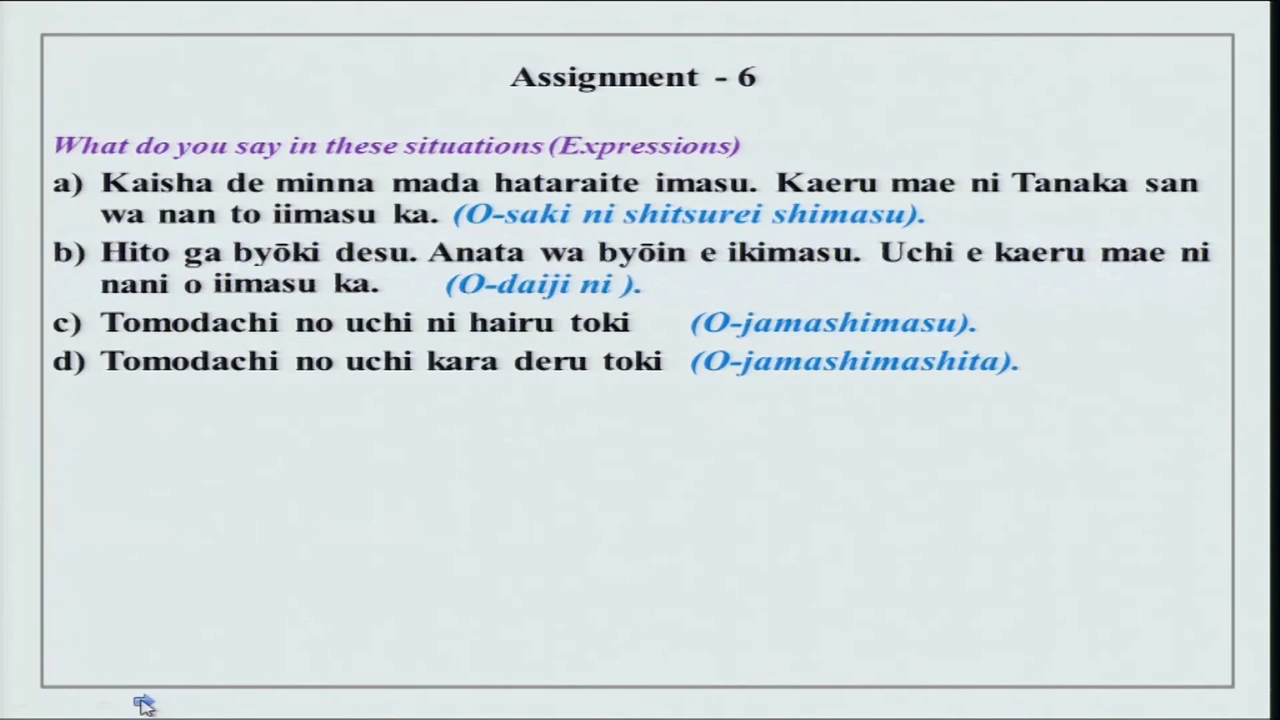 Assignment - 6
What do you say in these situations (Expressions)
a) Kaisha de minna mada hataraite imasu. Kaeru mae ni Tanaka san
wa nan to iimasu ka. (O-saki ni shitsurei shimasu).
b) Hito ga byōki desu. Anata wa byōin e ikimasu. Uchi e kaeru mae ni
nani o iimasu ka. (O-daiji ni ).
c) Tomodachi no uchi ni hairu toki (O-jamashimasu).
d) Tomodachi no uchi kara deru toki (O-jamashimashita).